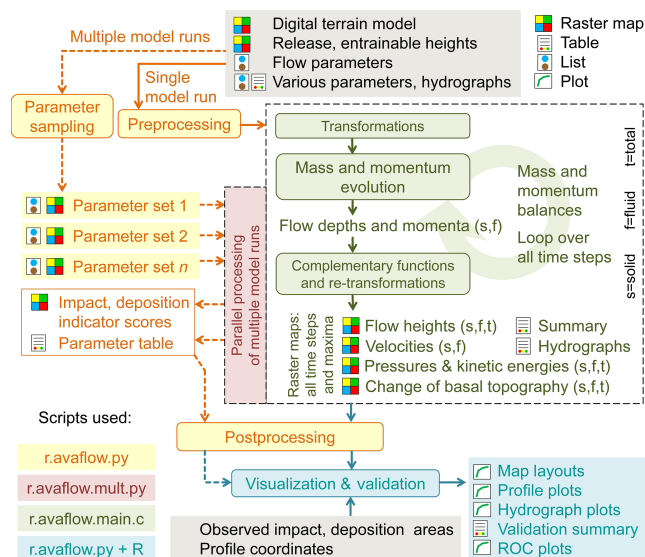 Multiple model runs
Digital terrain model
Release, entrainable heights
Flow parameters
Various parameters, hydrographs
Raster map
Table
List
Plot
Single
model run
Parameter
sampling
Preprocessing
Transformations
Mass and momentum
evolution
Flow depths and momenta (s,f)
Complementary functions
and re-transformations
Mass and
momentum
balances
Loop over
all time steps
t=total
f=fluid
s=solid
Parameter set 1
Parameter set 2
Parameter set n
Parallel processing
of multiple model runs
Impact, deposition
indicator scores
Parameter table
Raster maps:
all time steps
and maxima
Flow heights (s,f,t)
Velocities (s,f)
Pressures & kinetic energies (s,f,t)
Change of basal topography (s,f,t)
Summary
Hydrographs
Scripts used:
r.avaflow.py
r.avaflow.mult.py
r.avaflow.main.c
r.avaflow.py + R
Postprocessing
Visualization & validation
Observed impact, deposition areas
Profile coordinates
Map layouts
Profile plots
Hydrograph plots
Validation summary
ROC plots